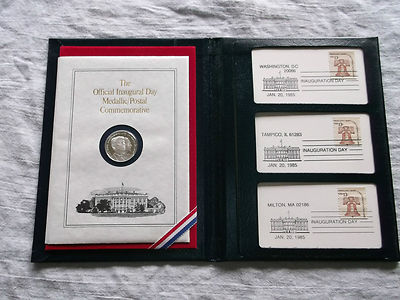 The
Official Inaugural Day
Medallic/Postal
Commemorative
WASHINGTON, DC
20066
INAUGURATION DAY
JAN. 20, 1985
TAMPICO, IL 61283
INAUGURATION DAY
JAN. 20, 1985
MILTON, MA 02186
INAUGURATION DAY
JAN. 20, 1985